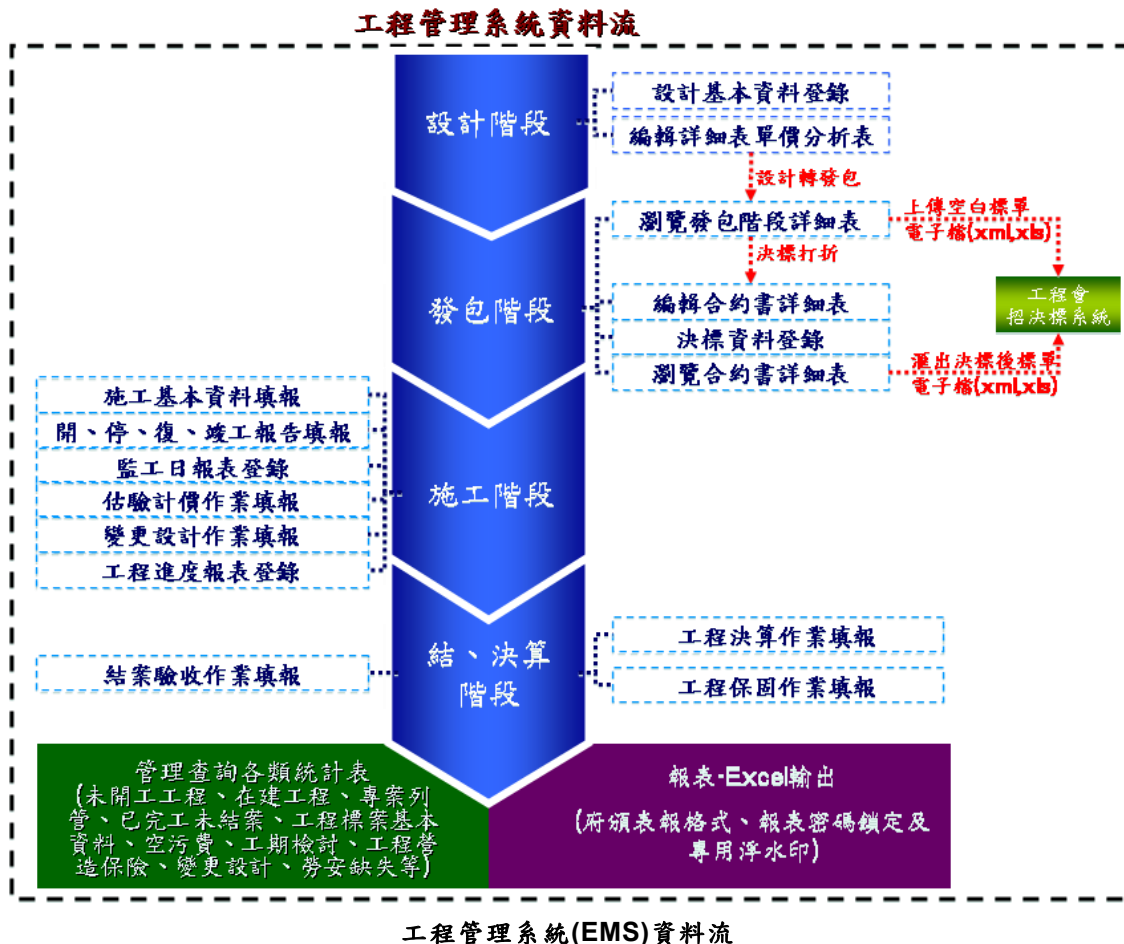 工程管理系統資料流
設計階段
設計基本資料登錄
編輯詳細表單價分析表
設計轉發包
瀏覽發包階段詳細表
上傳空白標單
電子檔(xml,xls)
決標打折
發包階段
編輯合約書詳細表
決標資料登錄
瀏覽合約書詳細表
工程會
招決標系統
滙出決標後標單
電子檔(xml,xls)
施工基本資料填報
開、停、復、竣工報告填報
監工日報表登錄
估驗計價作業填報
變更設計作業填報
工程進度報表登錄
施工階段
結、決算
階段
結案驗收作業填報
工程決算作業填報
工程保固作業填報
管理查詢各類統計表
(未開工工程、在建工程、專案列
管、已完工未結案、工程標案基本
資料、空污費、工期檢討、工程營
造保險、變更設計、勞安缺失等)
報表-Excel輸出
(府頒表報格式、報表密碼鎖定及
專用浮水印)
工程管理系統(EMS)資料流